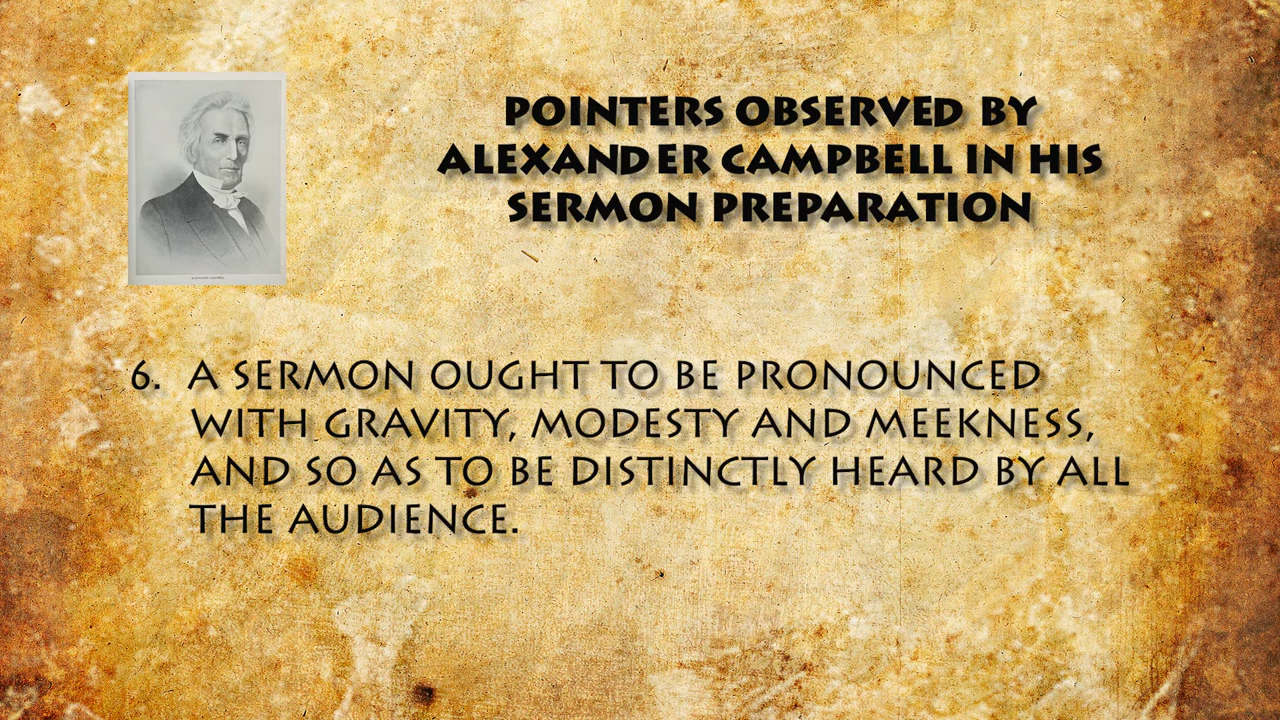 POINTERS OBSERVED BY
ALEXANDER CAMPBELL IN HIS
SERMON PREPARATION
6. A SERMON OUGHT TO BE PRONOUNCED
WITH GRAVITY, MODESTY AND MEEKNESS,
AND SO AS TO BE DISTINCTLY HEARD BY ALL
THE AUDIENCE.